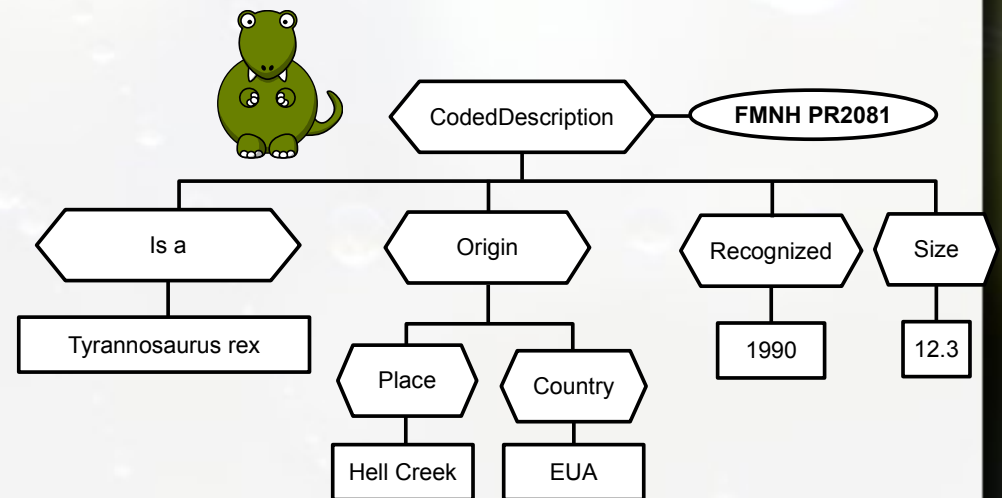 CodedDescription
FMNH PR2081
Is a
Origin
Recognized
Size
Tyrannosaurus rex
Place
Country
1990
12.3
Hell Creek
EUA